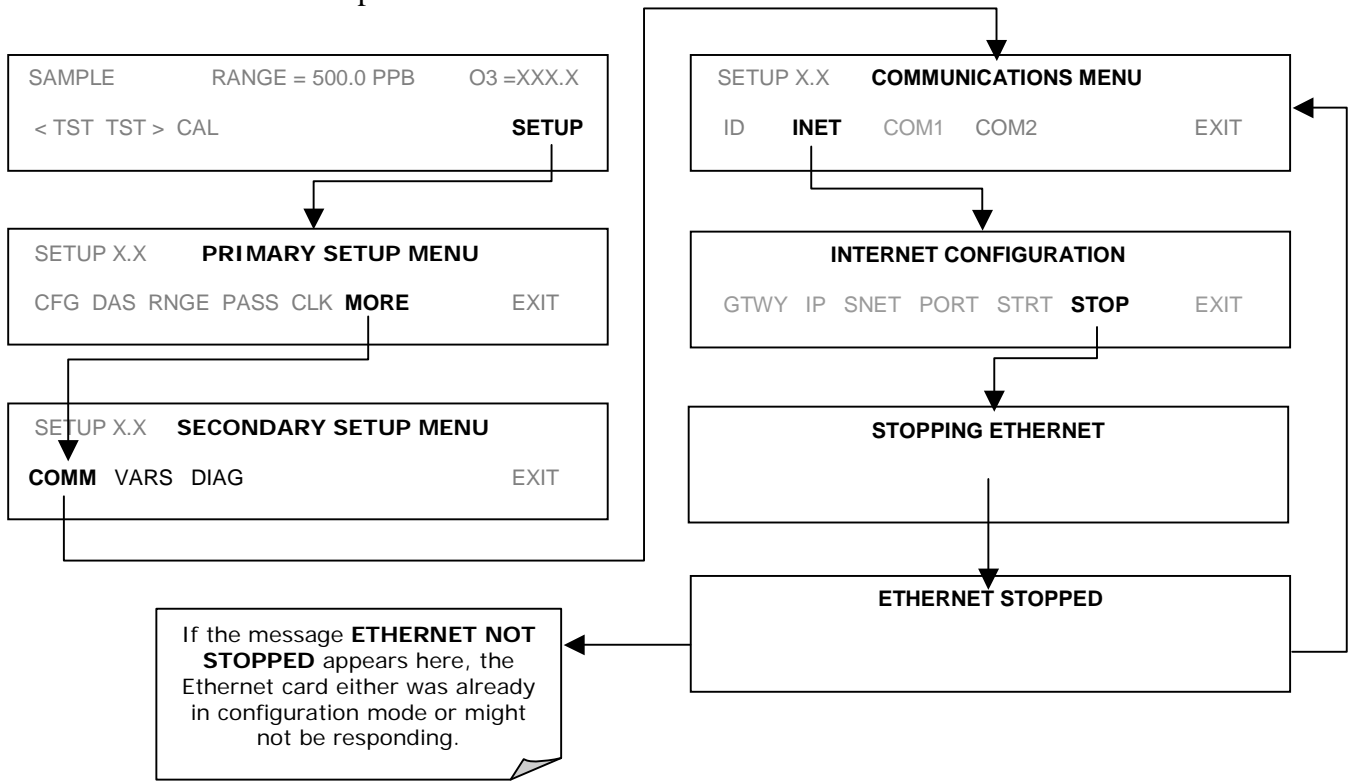 SAMPLE RANGE = 500.0 PPB O3 =XXX.X
< TST TST > CAL SETUP
SETUP X.X PRIMARY SETUP MENU
CFG DAS RNGE PASS CLK MORE EXIT
SETUP X.X SECONDARY SETUP MENU
COMM VARS DIAG EXIT
SETUP X.X COMMUNICATIONS MENU
ID INET COM1 COM2 EXIT
INTERNET CONFIGURATION
GTWY IP SNET PORT STRT STOP EXIT
STOPPING ETHERNET
ETHERNET STOPPED
If the message ETHERNET NOT
STOPPED appears here, the
Ethernet card either was already
in configuration mode or might
not be responding.